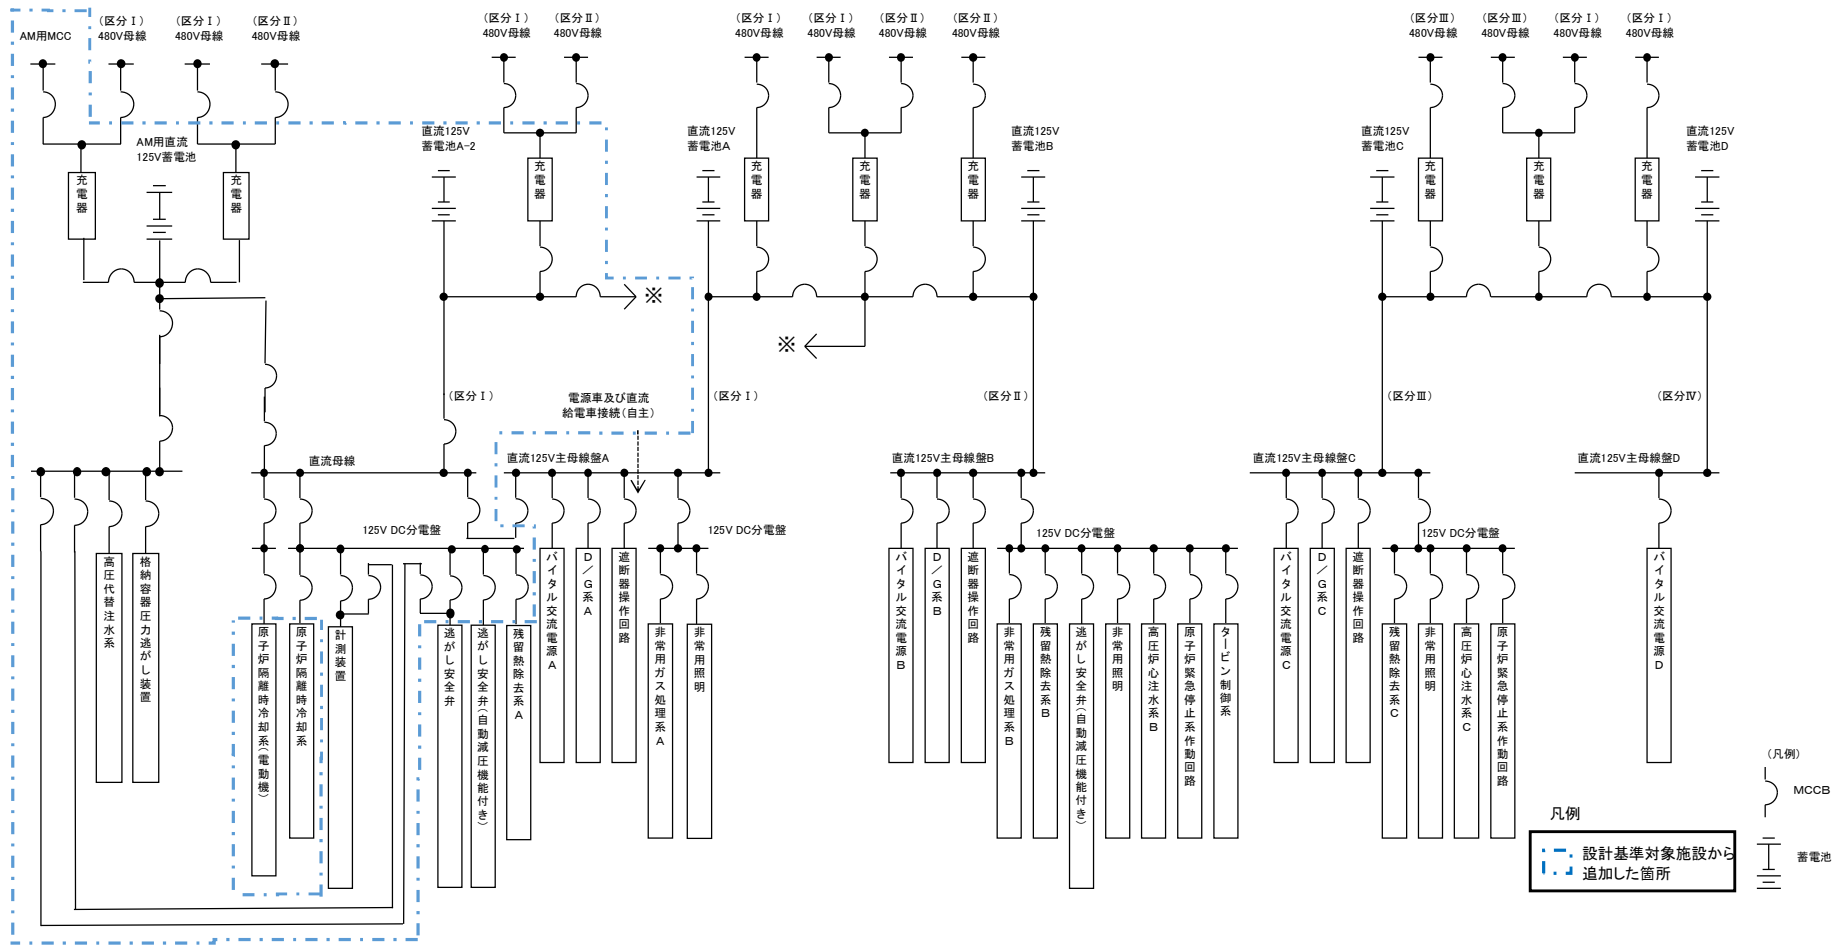 AM用MCC
(区分Ⅰ)
480V母線
(区分Ⅰ)
480V母線
(区分Ⅱ)
480V母線
(区分Ⅰ)
480V母線
(区分Ⅱ)
480V母線
(区分Ⅰ)
480V母線
(区分Ⅰ)
480V母線
(区分Ⅱ)
480V母線
(区分Ⅱ)
480V母線
(区分Ⅲ)
480V母線
(区分Ⅲ)
480V母線
(区分Ⅰ)
480V母線
(区分Ⅰ)
480V母線
AM用直流
125V蓄電池
直流125V
蓄電池A-2
直流125V
蓄電池A
直流125V
蓄電池B
直流125V
蓄電池C
直流125V
蓄電池D
充電器
充電器
充電器
充電器
充電器
充電器
充電器
充電器
充電器
※
※
(区分Ⅰ)
電源車及び直流
給電車接続(自主)
(区分Ⅰ)
(区分Ⅱ)
(区分Ⅲ)
(区分Ⅳ)
直流母線
直流125V主母線盤A
直流125V主母線盤B
直流125V主母線盤C
直流125V主母線盤D
125V DC分電盤
125V DC分電盤
125V DC分電盤
125V DC分電盤
高圧代替注水系
格納容器圧力逃がし装置
原子炉隔離時冷却系(電動機)
原子炉隔離時冷却系
計測装置
逃がし安全弁
逃がし安全弁(自動減圧機能付き)
残留熱除去系A
バイタル交流電源A
D/G系A
遮断器操作回路
非常用ガス処理系A
非常用照明
バイタル交流電源B
D/G系B
遮断器操作回路
非常用ガス処理系B
残留熱除去系B
逃がし安全弁(自動減圧機能付き)
非常用照明
高圧炉心注水系B
原子炉緊急停止系作動回路
タービン制御系
バイタル交流電源C
D/G系C
遮断器操作回路
残留熱除去系C
非常用照明
高圧炉心注水系C
原子炉緊急停止系作動回路
バイタル交流電源D
(凡例)
MCCB
蓄電池
凡例
設計基準対象施設から
追加した箇所